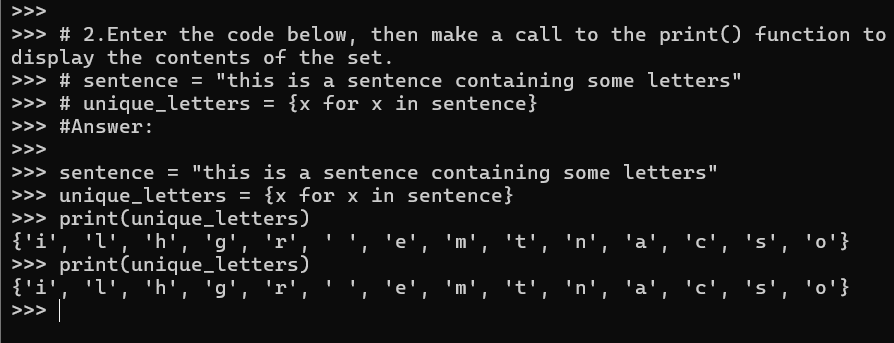 >>>
>>> # 2.Enter the code below, then make a call to the print() function to
display the contents of the set.
>>> # sentence = "this is a sentence containing some letters"
>>> # unique_letters = {x for x in sentence}
>>> #Answer:
>>>
>>> sentence = "this is a sentence containing some letters"
>>> unique_letters = {x for x in sentence}
>>> print(unique_letters)
{'i', 'l', 'h', 'g', 'r', ' ', 'e', 'm', 't', 'n', 'a', 'c', 's', 'o'}
>>> print(unique_letters)
{'i', 'l', 'h', 'g', 'r', ' ', 'e', 'm', 't', 'n', 'a', 'c', 's', 'o'}
>>>